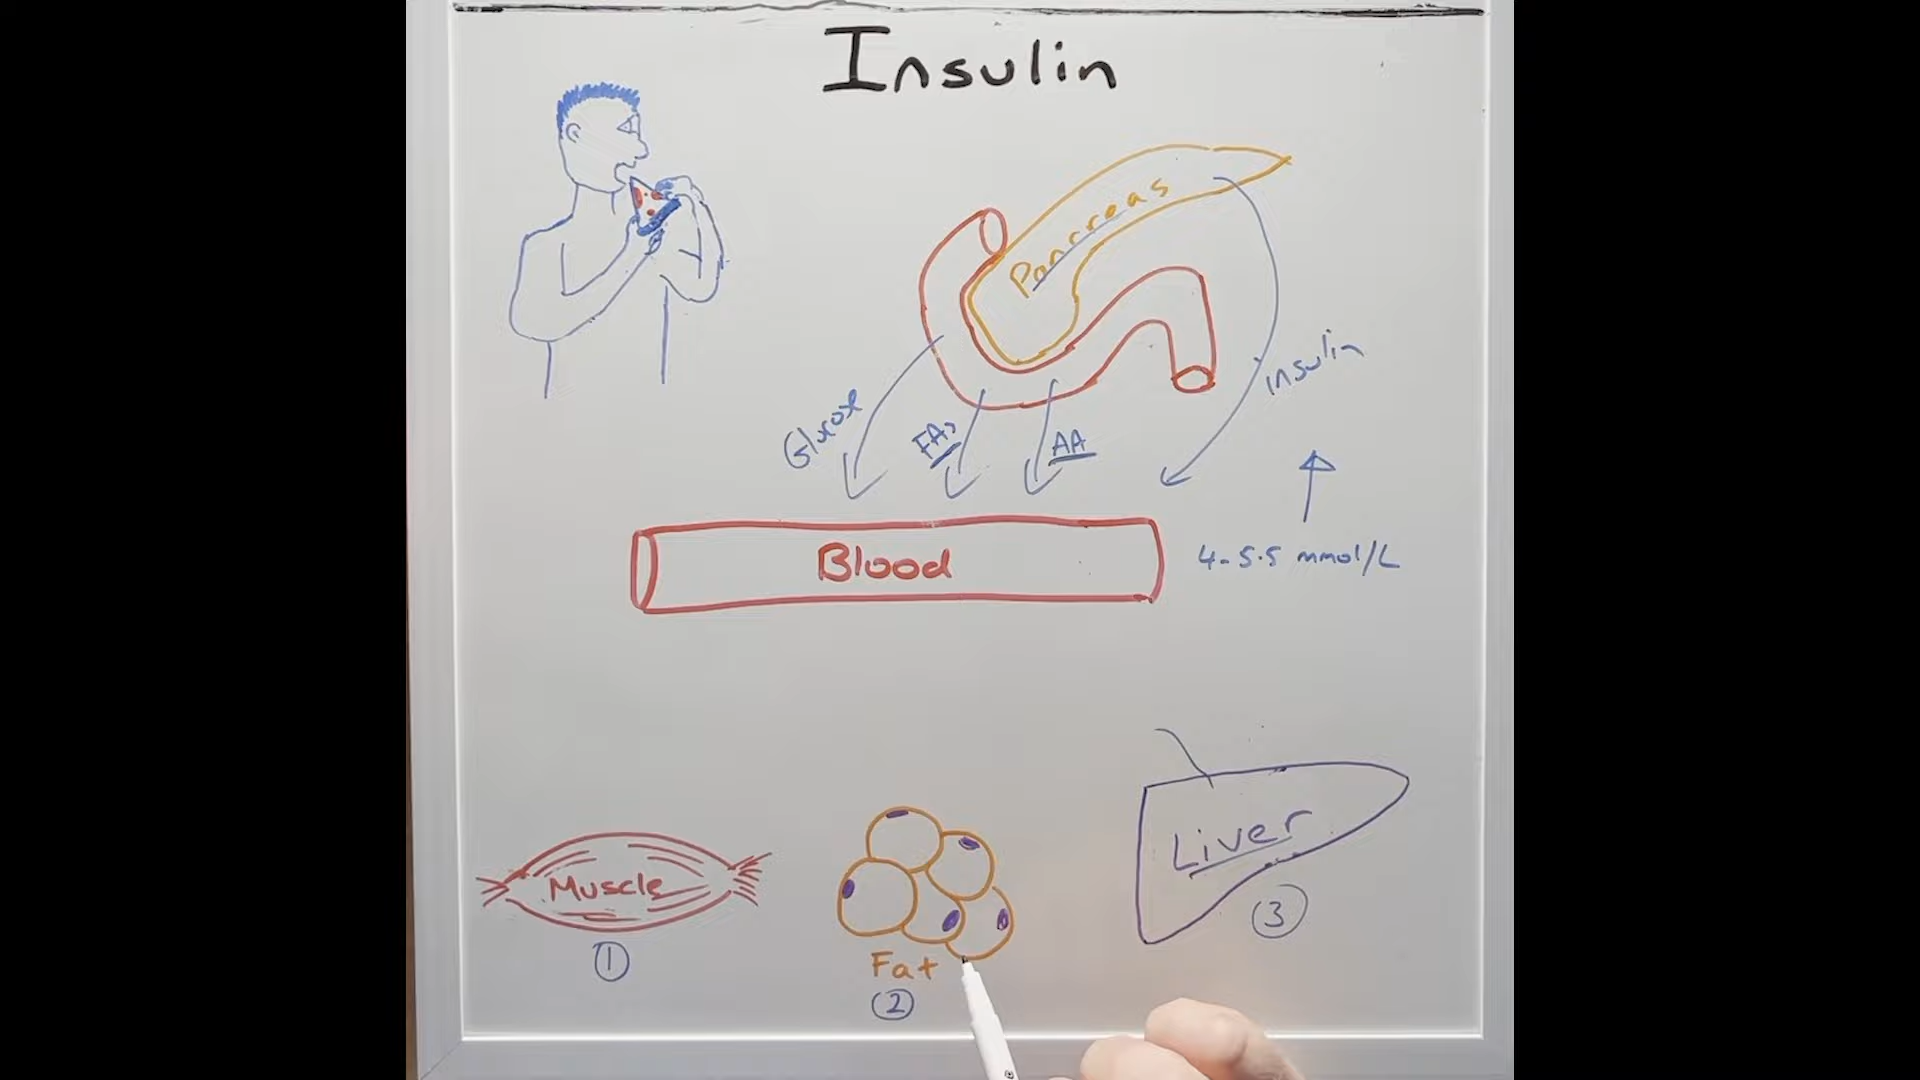 Insulin
Pancreas
Glucose
FAs
AA
insulin
Blood
4-5.5 mmol/L
Liver
Muscle
3
1
Fat
2